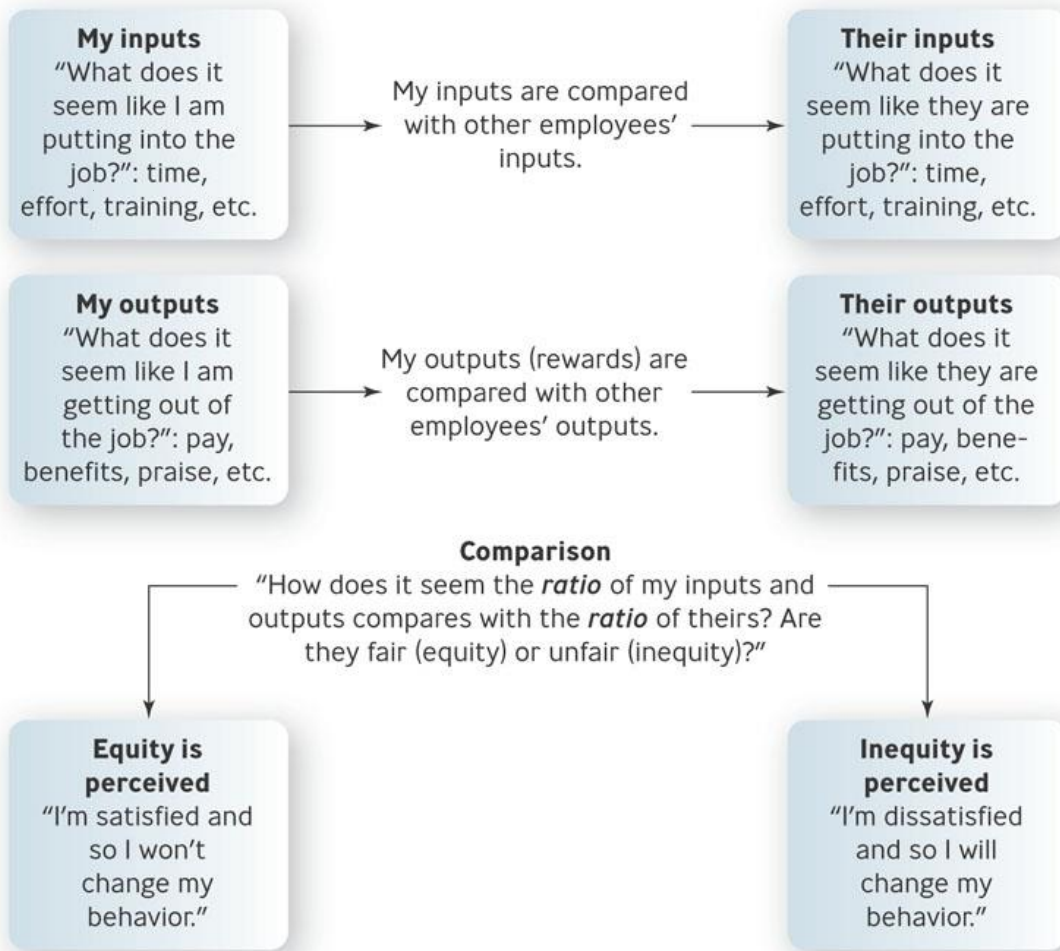 My inputs
“What does it
seem like I am
putting into the
job?”: time,
effort, training, etc.
My inputs are compared
with other employees’
inputs.
Their inputs
“What does it
seem like they are
putting into the
job?”: time,
effort, training, etc.
My outputs
“What does it
seem like I am
getting out of
the job?”: pay,
benefits, praise, etc.
My outputs (rewards) are
compared with other
employees’ outputs.
Their outputs
“What does it
seem like they are
getting out of the
job?”: pay, bene-
fits, praise, etc.
Comparison
“How does it seem the ratio of my inputs and
outputs compares with the ratio of theirs? Are
they fair (equity) or unfair (inequity)?”
Equity is
perceived
“I’m satisfied and
so I won’t
change my
behavior.”
Inequity is
perceived
“I’m dissatisfied
and so I will
change my
behavior.”